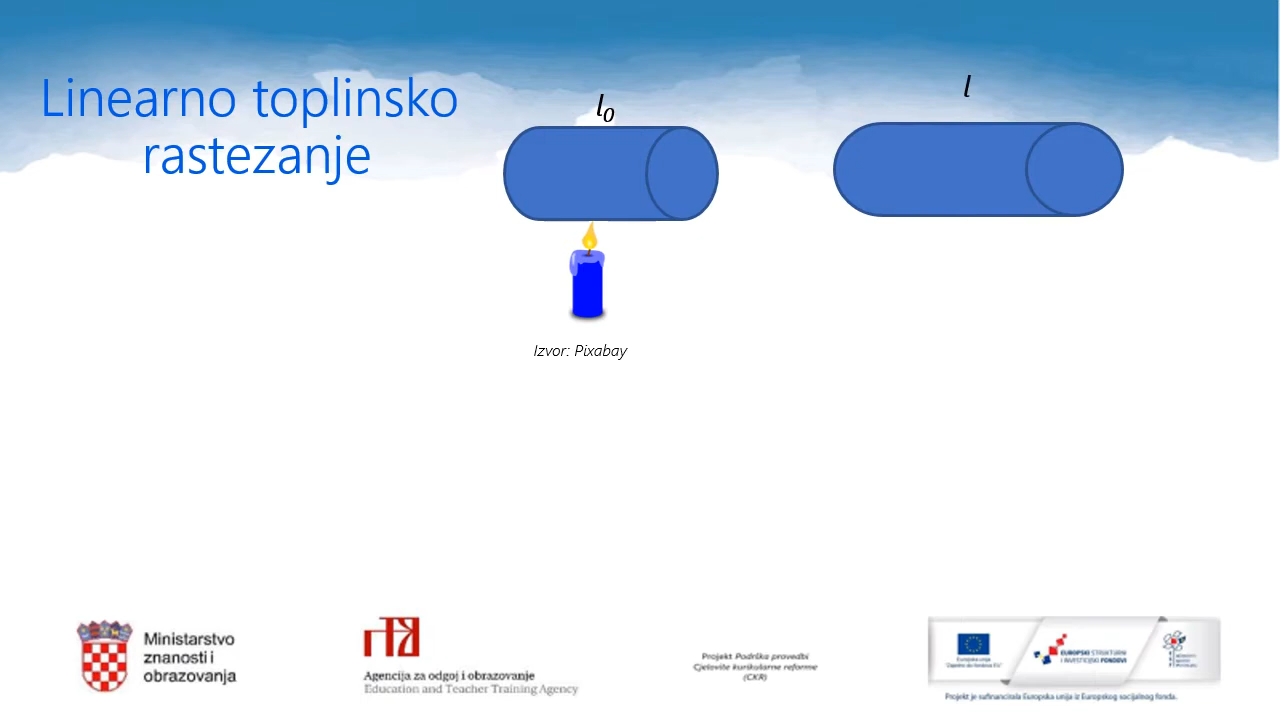 Linearno toplinsko
rastezanje
l₀
l
Izvor: Pixabay
Ministarstvo
znanosti i
obrazovanja
Agencija za odgoj i obrazovanje
Education and Teacher Training Agency
Projekt Podrška provedbi
Cjelovite kurikularne reforme
(CKR)
Europska unija
EUROPSKI STRUKTURNI
I INVESTICIJSKI FONDOVI
Projekt je sufinancirala Europska unija iz Europskog socijalnog fonda.